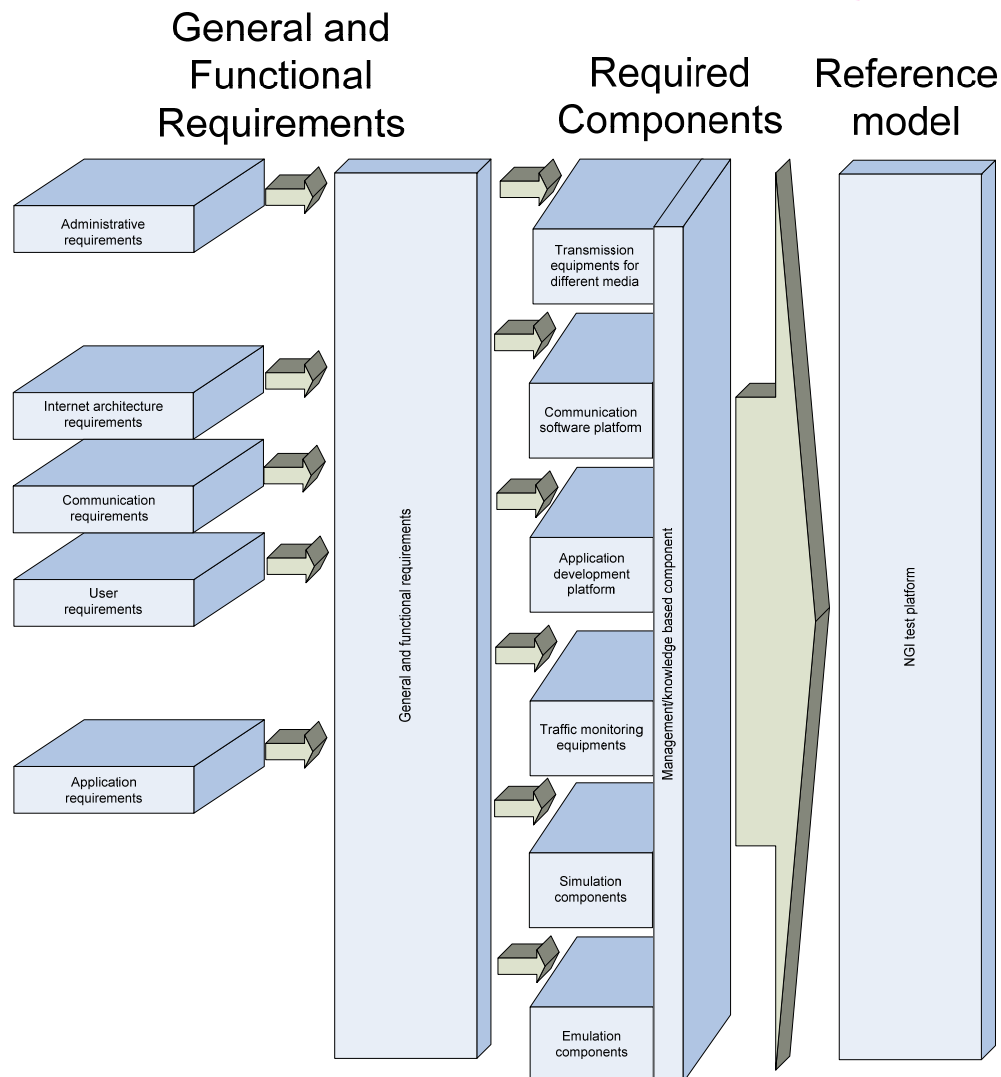 General and
Functional
Requirements
Required
Components
Reference
model
Administrative
requirements
Internet architecture
requirements
Communication
requirements
User
requirements
Application
requirements
General and functional requirements
Transmission
equipments for
different media
Communication
software platform
Application
development
platform
Traffic monitoring
equipments
Simulation
components
Emulation
components
Management/knowledge based component
NGI test platform